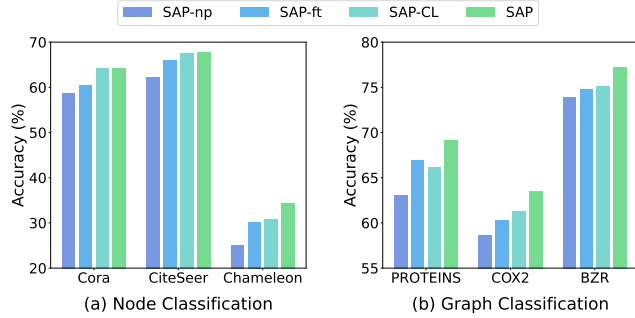 SAP-np SAP-ft SAP-CL SAP
Accuracy (%)
70
60
50
40
30
20
Cora CiteSeer Chameleon
(a) Node Classification
Accuracy (%)
80
75
70
65
60
55
PROTEINS COX2 BZR
(b) Graph Classification